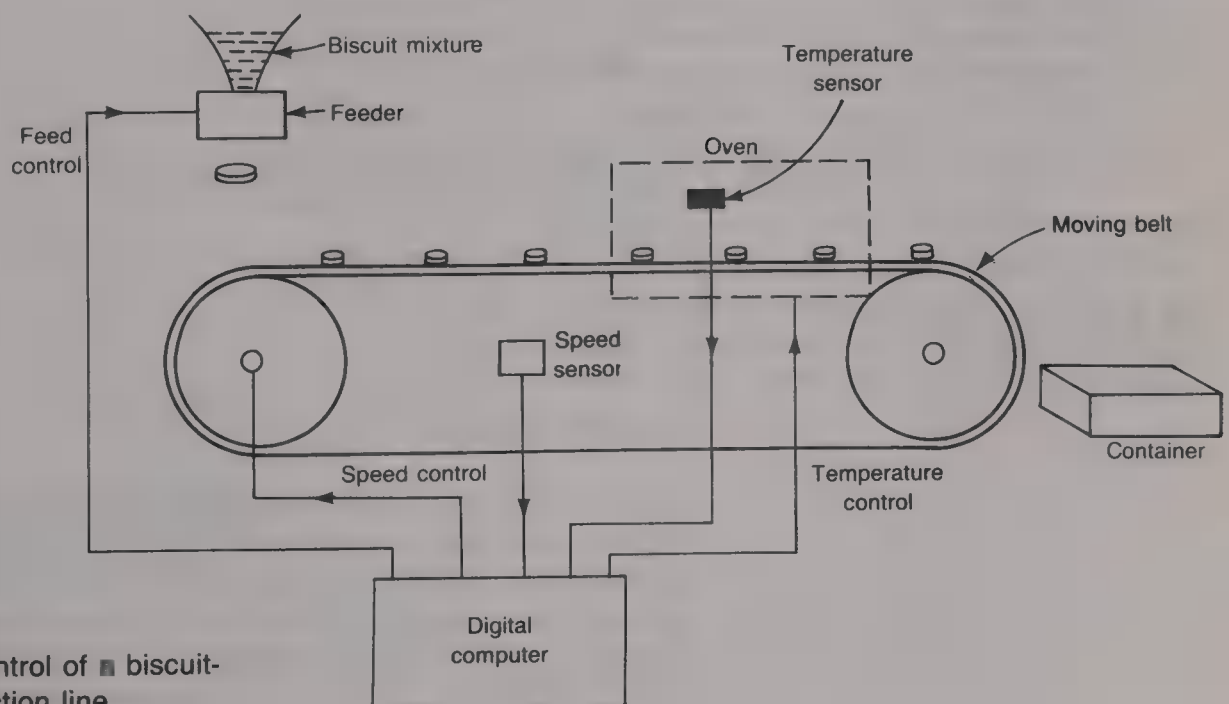 Biscuit mixture
Temperature
sensor
Feeder
Feed
control
Oven
Moving belt
Speed
sensor
Container
Speed control
Temperature
control
Digital
computer
ntrol of biscuit-
ction line